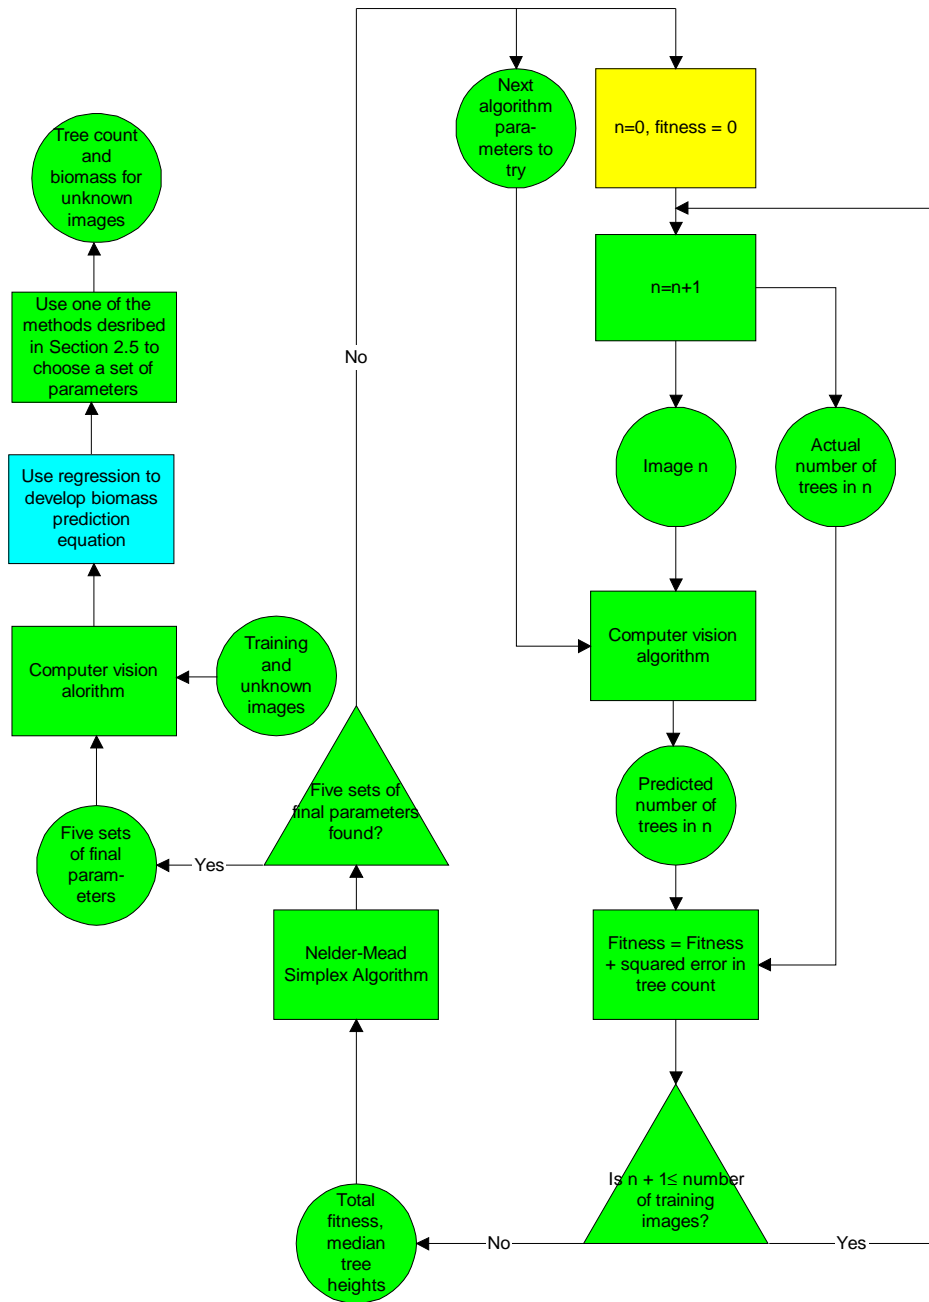 Next
algorithm
para-
meters to
try
n=0, fitness = 0
Tree count
and
biomass for
unknown
images
n=n+1
Use one of the
methods desribed
in Section 2.5 to
choose a set of
parameters
No
Image n
Actual
number of
trees in n
Use regression to
develop biomass
prediction
equation
Computer vision
algorithm
Training
and
unknown
images
Computer vision
alorithm
Predicted
number of
trees in n
Five sets of
final parameters
found?
Yes
Five sets
of final
param-
eters
Nelder-Mead
Simplex Algorithm
Fitness = Fitness
+ squared error in
tree count
Is n + 1≤ number
of training
images?
Total
fitness,
median
tree
heights
No
Yes